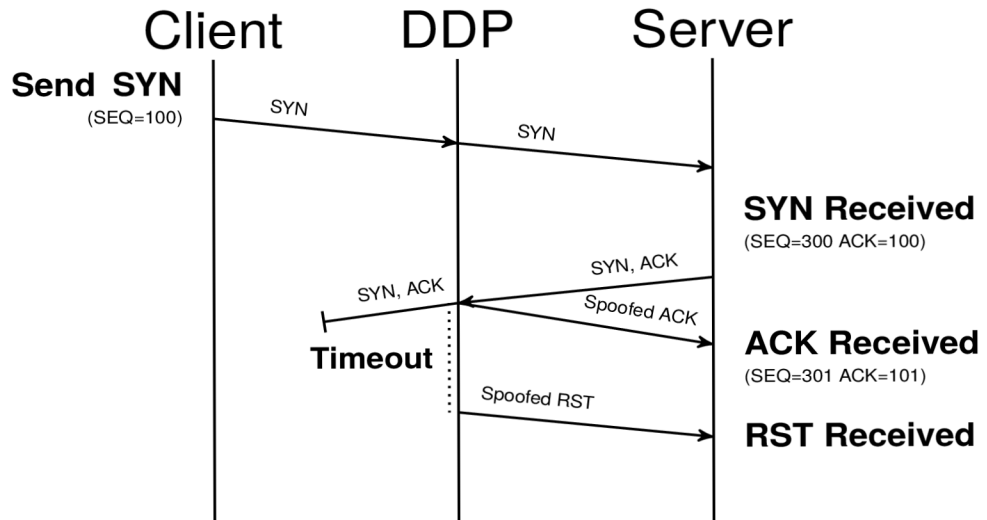 Client DDP Server
Send SYN
(SEQ=100)
SYN
SYN
SYN Received
(SEQ=300 ACK=100)
SYN, ACK
SYN, ACK
Spoofed ACK
ACK Received
(SEQ=301 ACK=101)
Timeout
Spoofed RST
RST Received